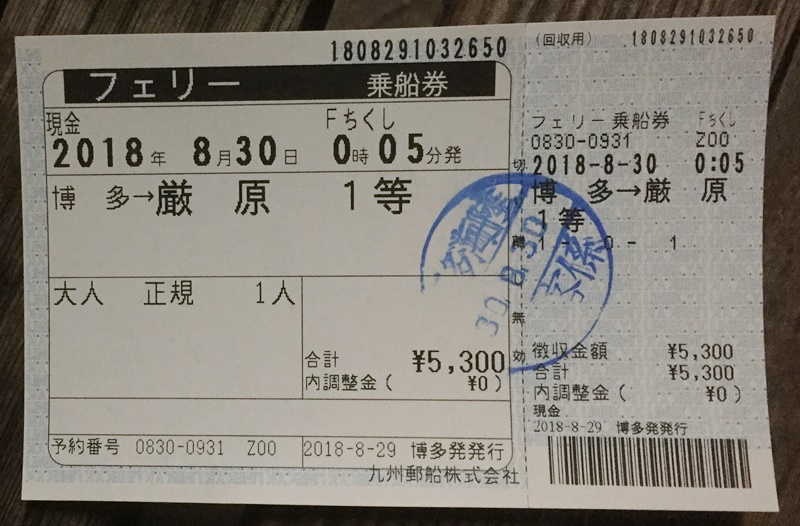 1808291032650
フェリー 乗船券
現金 Fちくし
2018年 8月30日 0時05分発
博 多→厳 原 1等
大人 正規 1人
合計 ¥5,300
内調整金( ¥0)
予約番号 0830-0931 ZOO 2018-8-29 博多発発行
九州郵船株式会社
切 無 効
30.8.30
(回収用) 1808291032650
フェリー乗船券 Fちくし
0830-0931 ZOO
2018-8-30 0:05
博 多→厳 原
1等
1- 0- 1
徴収金額 ¥5,300
合計 ¥5,300
内調整金( ¥0)
現金
2018-8-29 博多発発行